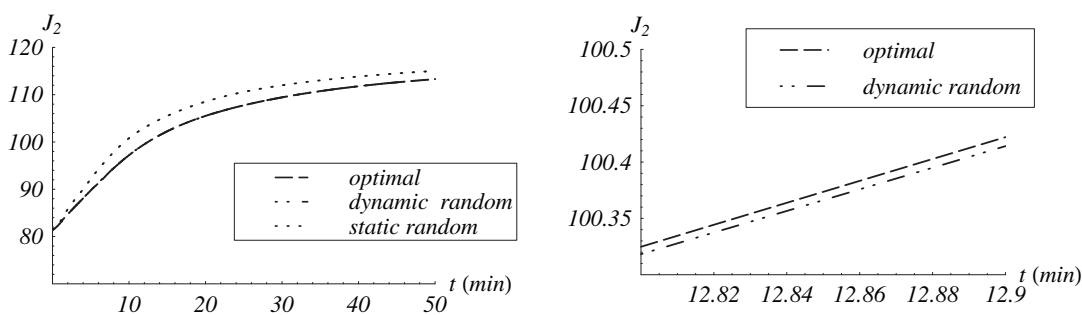 J2
120
110
100
90
80
10 20 30 40 50
t (min)
optimal
dynamic random
static random
J2
100.5
100.45
100.4
100.35
12.82 12.84 12.86 12.88 12.9
t (min)
optimal
dynamic random